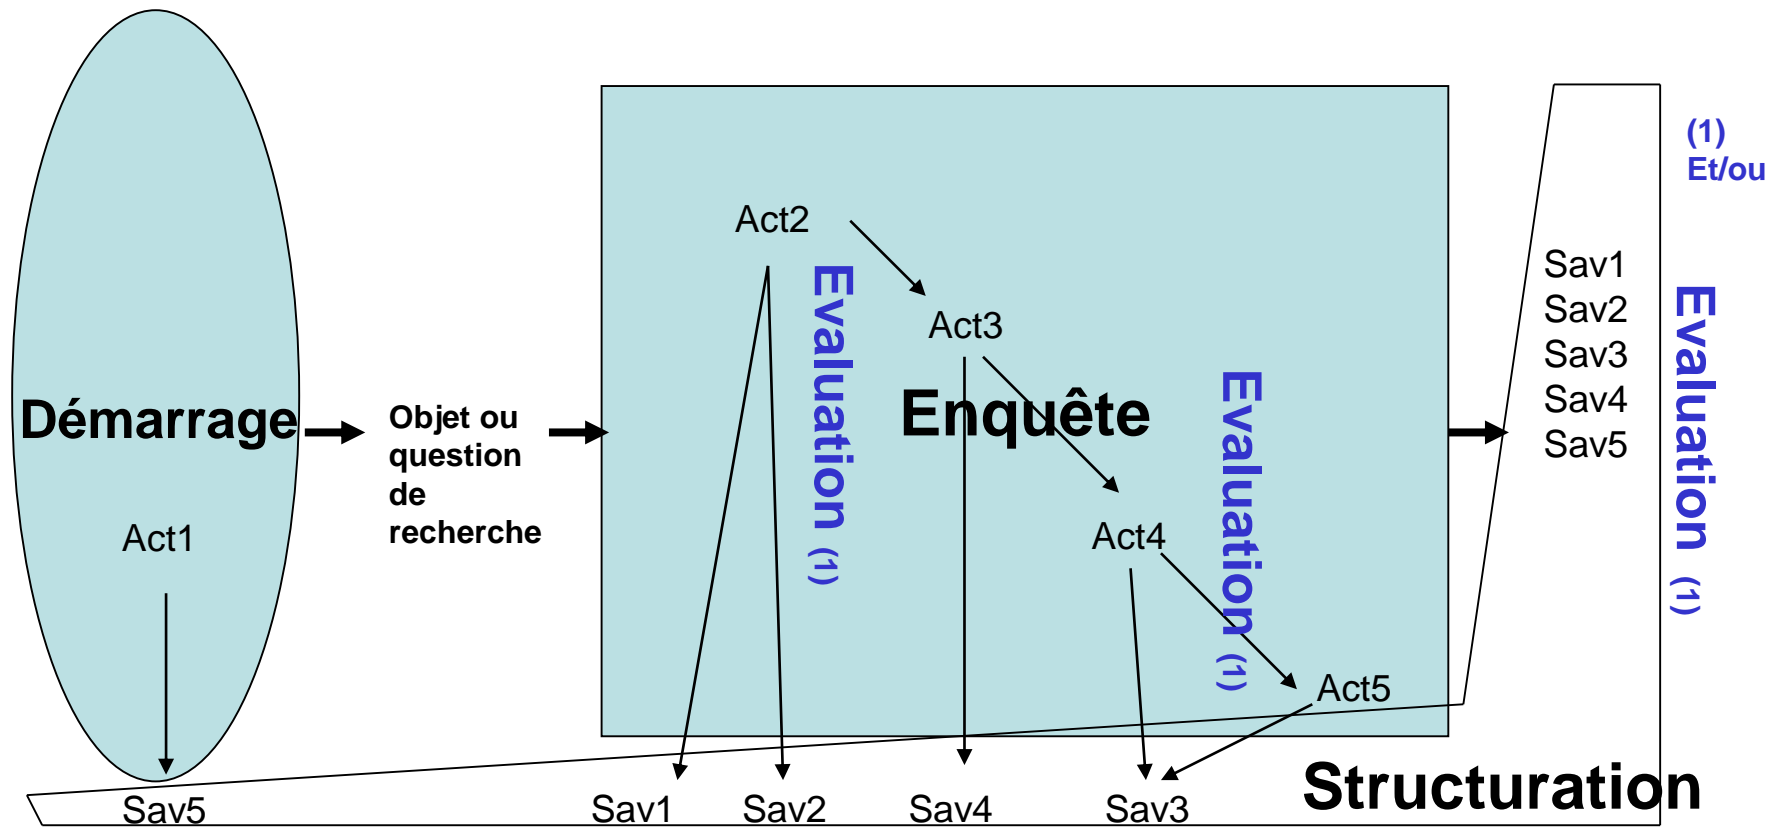 Démarrage
Act1
Sav5
Objet ou
question
de
recherche
Act2
Evaluation (1)
Act3
Enquête
Evaluation (1)
Act4
Act5
Sav1
Sav2
Sav4
Sav3
Structuration
Sav1
Sav2
Sav3
Sav4
Sav5
(1)
Et/ou
Evaluation (1)